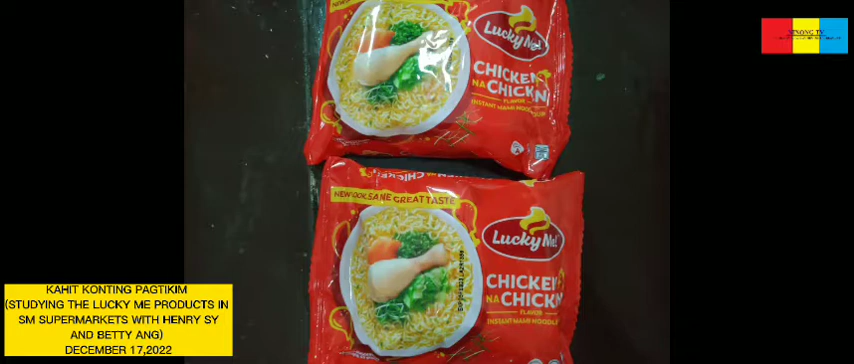 Lucky Me!
CHICKEN
NA CHICKN
FLAVOR
INSTANT MAMI NOODLES
NEW LOOK, SAME GREAT TASTE
Lucky Me!
CHICKEN
NA CHICKN
FLAVOR
INSTANT MAMI NOODLES
KAHIT KONTING PAGTIKIM
(STUDYING THE LUCKY ME PRODUCTS IN
SM SUPERMARKETS WITH HENRY SY
AND BETTY ANG)
DECEMBER 17,2022